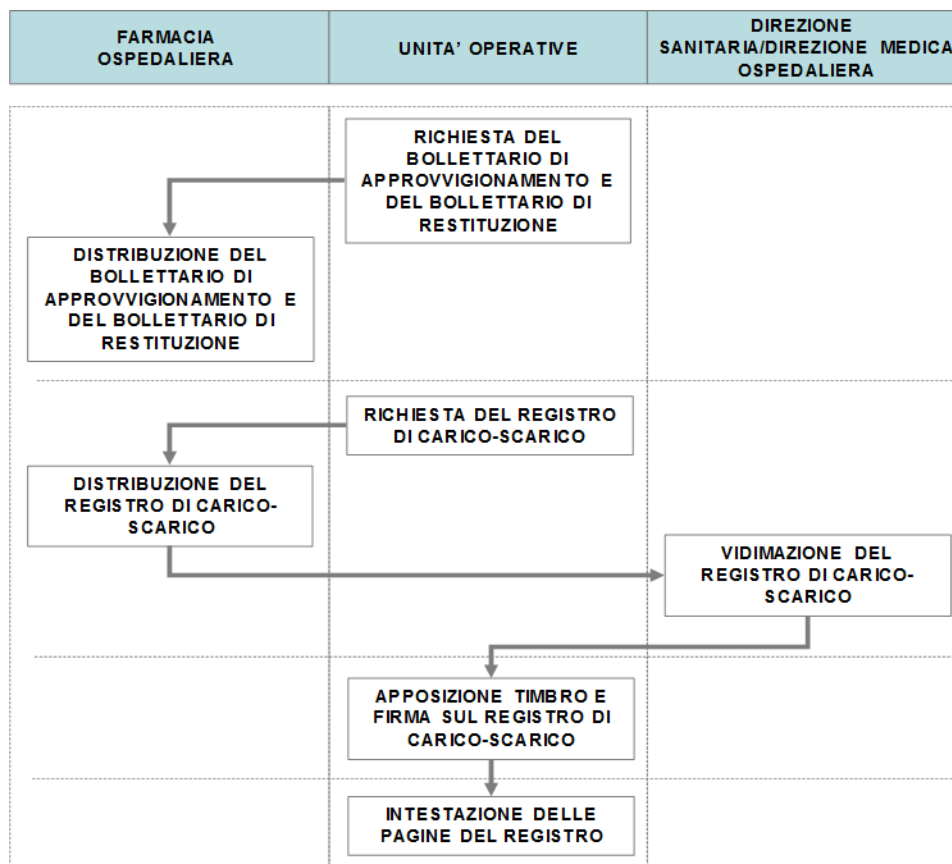 FARMACIA
OSPEDALIERA
UNITA' OPERATIVE
DIREZIONE
SANITARIA/DIREZIONE MEDICA
OSPEDALIERA
RICHIESTA DEL
BOLLETTARIO DI
APPROVVIGIONAMENTO E
DEL BOLLETTARIO DI
RESTITUZIONE
DISTRIBUZIONE DEL
BOLLETTARIO DI
APPROVVIGIONAMENTO E
DEL BOLLETTARIO DI
RESTITUZIONE
RICHIESTA DEL REGISTRO
DI CARICO-SCARICO
DISTRIBUZIONE DEL
REGISTRO DI CARICO-
SCARICO
VIDIMAZIONE DEL
REGISTRO DI CARICO-
SCARICO
APPOSIZIONE TIMBRO E
FIRMA SUL REGISTRO DI
CARICO-SCARICO
INTESTAZIONE DELLE
PAGINE DEL REGISTRO